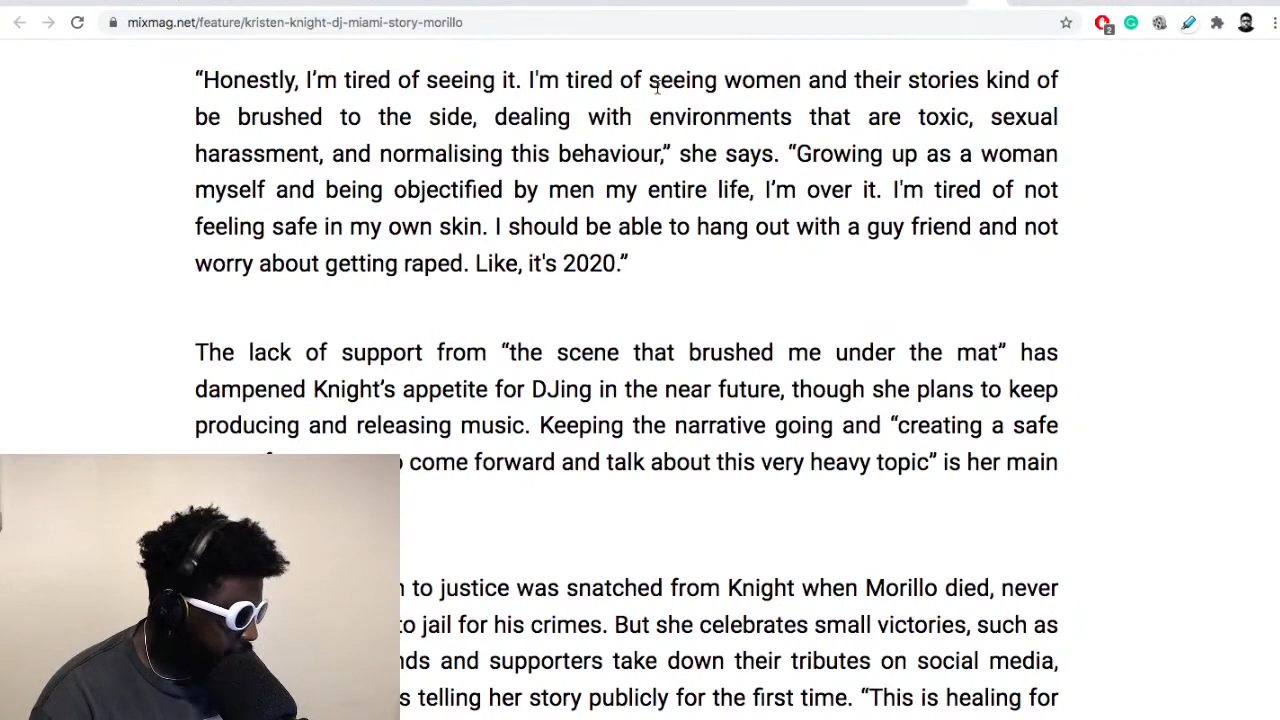 mixmag.net/feature/kristen-knight-dj-miami-story-morillo
2
“Honestly, I’m tired of seeing it. I'm tired of seeing women and their stories kind of
be brushed to the side, dealing with environments that are toxic, sexual
harassment, and normalising this behaviour,” she says. “Growing up as a woman
myself and being objectified by men my entire life, I’m over it. I'm tired of not
feeling safe in my own skin. I should be able to hang out with a guy friend and not
worry about getting raped. Like, it's 2020.”
The lack of support from “the scene that brushed me under the mat” has
dampened Knight’s appetite for DJing in the near future, though she plans to keep
producing and releasing music. Keeping the narrative going and “creating a safe
come forward and talk about this very heavy topic” is her main
to justice was snatched from Knight when Morillo died, never
to jail for his crimes. But she celebrates small victories, such as
and supporters take down their tributes on social media,
telling her story publicly for the first time. “This is healing for